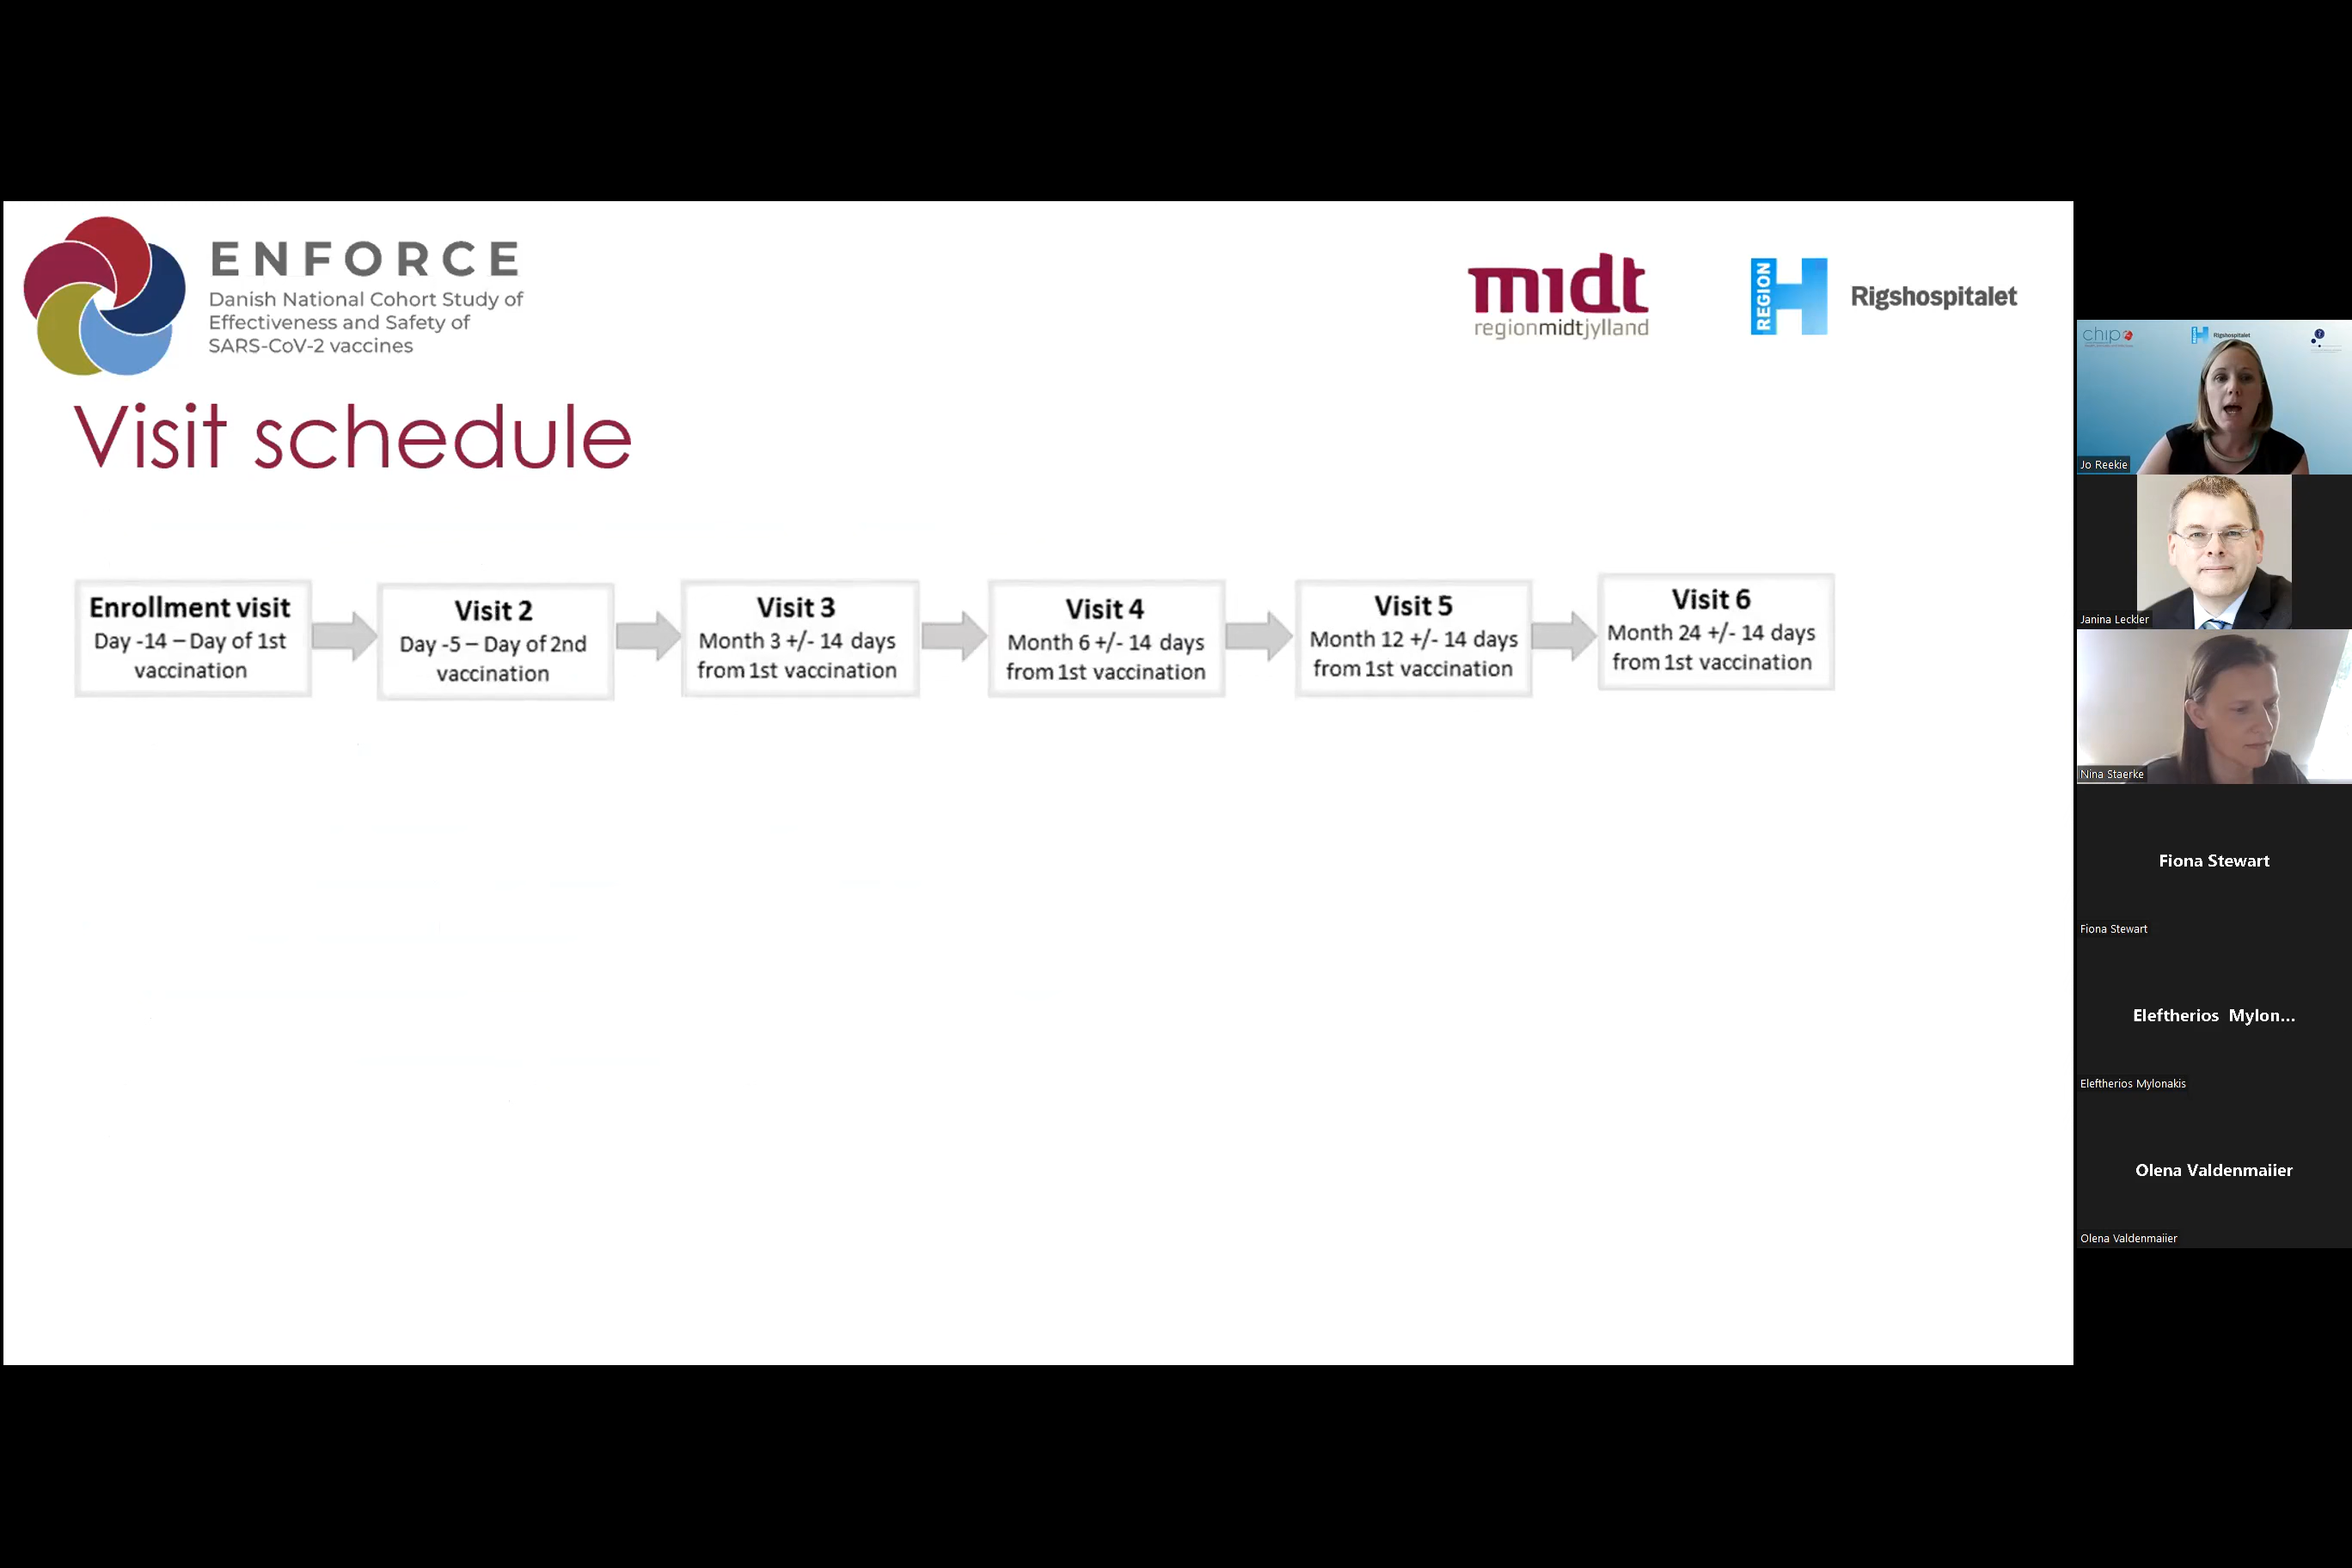 ENFORCE
Danish National Cohort Study of
Effectiveness and Safety of
SARS-CoV-2 vaccines
midt
regionmidtjylland
REGION H
Rigshospitalet
Visit schedule
Enrollment visit
Day -14 – Day of 1st
vaccination
Visit 2
Day -5 – Day of 2nd
vaccination
Visit 3
Month 3 +/- 14 days
from 1st vaccination
Visit 4
Month 6 +/- 14 days
from 1st vaccination
Visit 5
Month 12 +/- 14 days
from 1st vaccination
Visit 6
Month 24 +/- 14 days
from 1st vaccination
chip
Rigshospitalet
Jo Reekie
Janina Leckler
Nina Staerke
Fiona Stewart
Fiona Stewart
Eleftherios Mylon...
Eleftherios Mylonakis
Olena Valdenmaiier
Olena Valdenmaiier